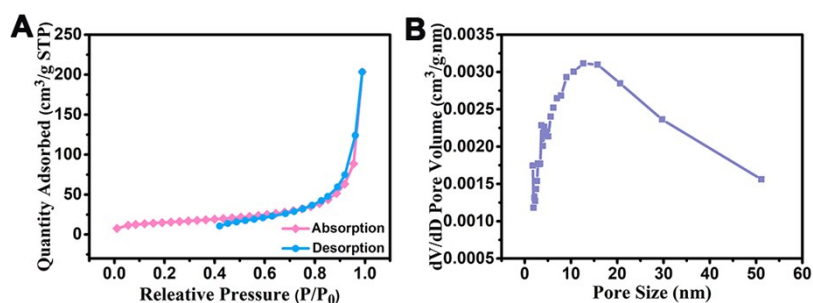 A
Quantity Adsorbed (cm³/g STP)
250
200
150
100
50
0
Absorption
Desorption
0.0 0.2 0.4 0.6 0.8 1.0
Releative Pressure (P/P₀)
B
dV/dD Pore Volume (cm³/g·nm)
0.0035
0.0030
0.0025
0.0020
0.0015
0.0010
0.0005
0 10 20 30 40 50 60
Pore Size (nm)